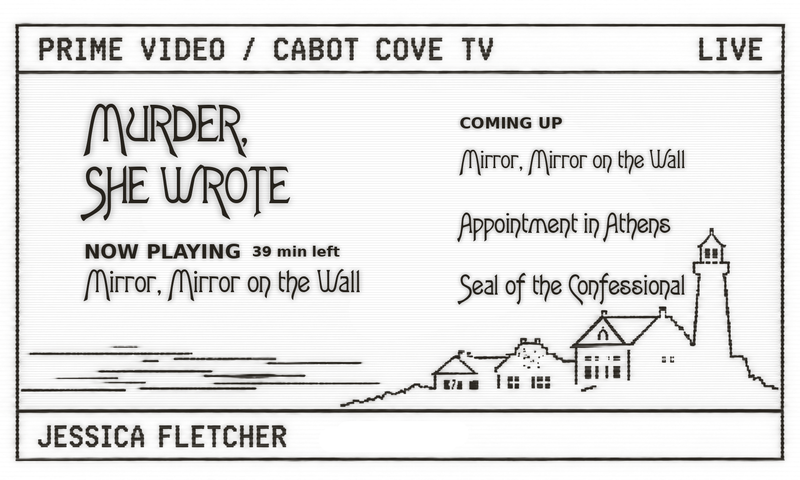 PRIME VIDEO / CABOT COVE TV LIVE
MURDER,
SHE WROTE
NOW PLAYING 39 min left
Mirror, Mirror on the Wall
COMING UP
Mirror, Mirror on the Wall
Appointment in Athens
Seal of the Confessional
JESSICA FLETCHER